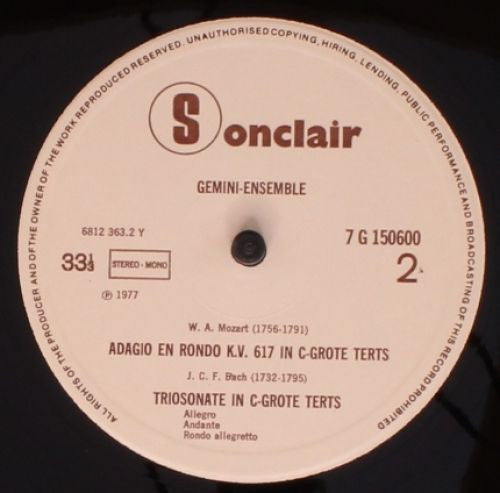 ALL RIGHTS OF THE PRODUCER AND OF THE OWNER OF THE WORK REPRODUCED RESERVED. UNAUTHORISED COPYING, HIRING, LENDING, PUBLIC PERFORMANCE AND BROADCASTING OF THIS RECORD PROHIBITED
Sonclair
GEMINI-ENSEMBLE
6812 363.2 Y
7 G 150600
33⅓
STEREO - MONO
2
℗ 1977
W. A. Mozart (1756-1791)
ADAGIO EN RONDO K.V. 617 IN C-GROTE TERTS
J. C. F. Bach (1732-1795)
TRIOSONATE IN C-GROTE TERTS
Allegro
Andante
Rondo allegretto